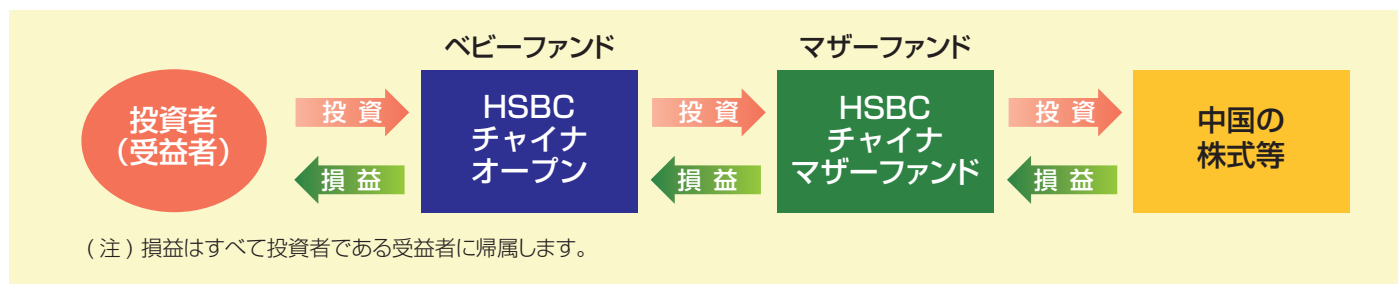 ベビーファンド
マザーファンド
投資者
（受益者）
投 資
損 益
HSBC
チャイナ
オープン
投 資
損 益
HSBC
チャイナ
マザーファンド
投 資
損 益
中国の
株式等
( 注 ) 損益はすべて投資者である受益者に帰属します。